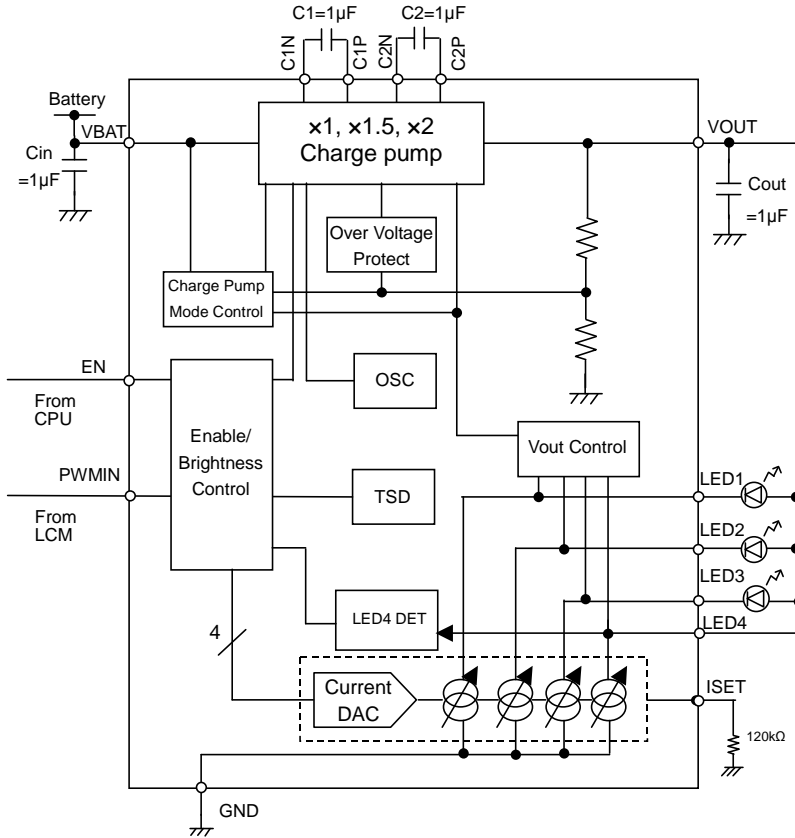 C1=1μF
C2=1μF
C1N
C1P
C2N
C2P
Battery
VBAT
×1, ×1.5, ×2
Charge pump
VOUT
Cin
=1μF
Cout
=1μF
Over Voltage
Protect
Charge Pump
Mode Control
EN
From
CPU
OSC
Enable/
Brightness
Control
Vout Control
PWMIN
From
LCM
TSD
LED1
LED2
LED3
LED4
LED4 DET
4
Current
DAC
ISET
120kΩ
GND